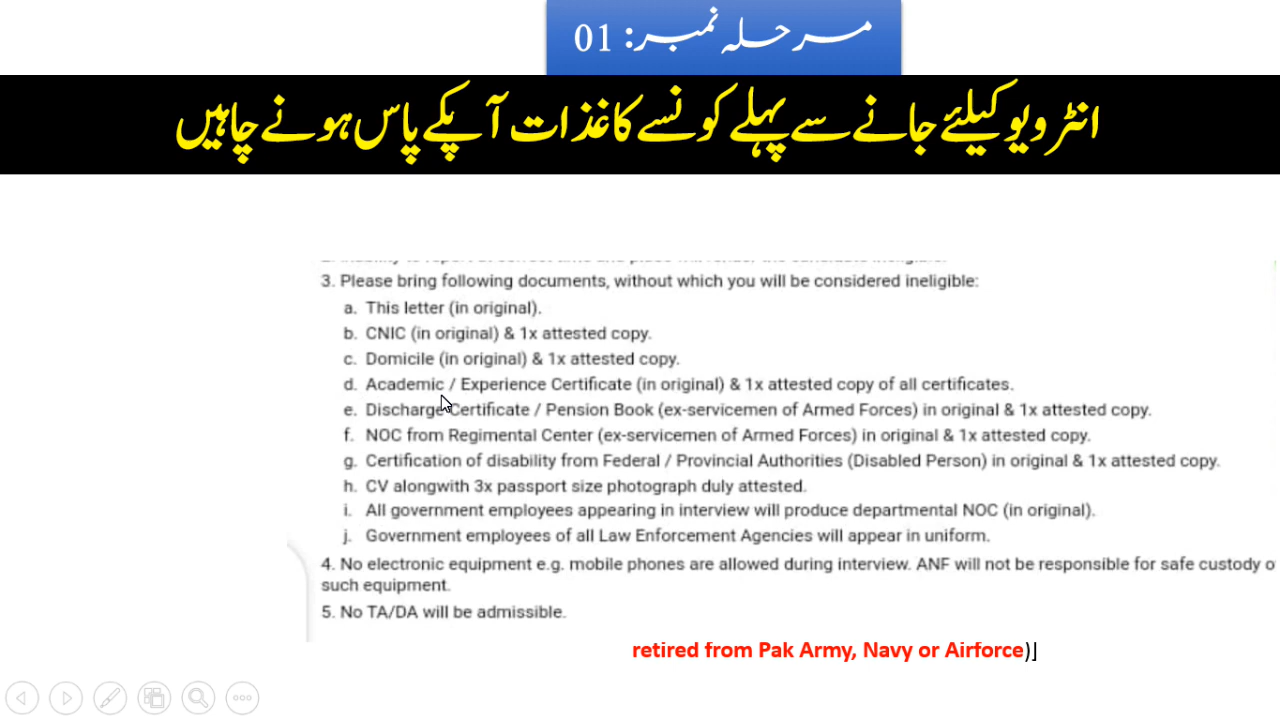 مرحلہ نمبر: 01
انٹرویو کیلئے جانے سے پہلے کونسے کاغذات آپکے پاس ہونے چاہیں
3. Please bring following documents, without which you will be considered ineligible:
a. This letter (in original).
b. CNIC (in original) & 1x attested copy.
c. Domicile (in original) & 1x attested copy.
d. Academic / Experience Certificate (in original) & 1x attested copy of all certificates.
e. Discharge Certificate / Pension Book (ex-servicemen of Armed Forces) in original & 1x attested copy.
f. NOC from Regimental Center (ex-servicemen of Armed Forces) in original & 1x attested copy.
g. Certification of disability from Federal / Provincial Authorities (Disabled Person) in original & 1x attested copy.
h. CV alongwith 3x passport size photograph duly attested.
i. All government employees appearing in interview will produce departmental NOC (in original).
j. Government employees of all Law Enforcement Agencies will appear in uniform.
4. No electronic equipment e.g. mobile phones are allowed during interview. ANF will not be responsible for safe custody o
such equipment.
5. No TA/DA will be admissible.
retired from Pak Army, Navy or Airforce)]